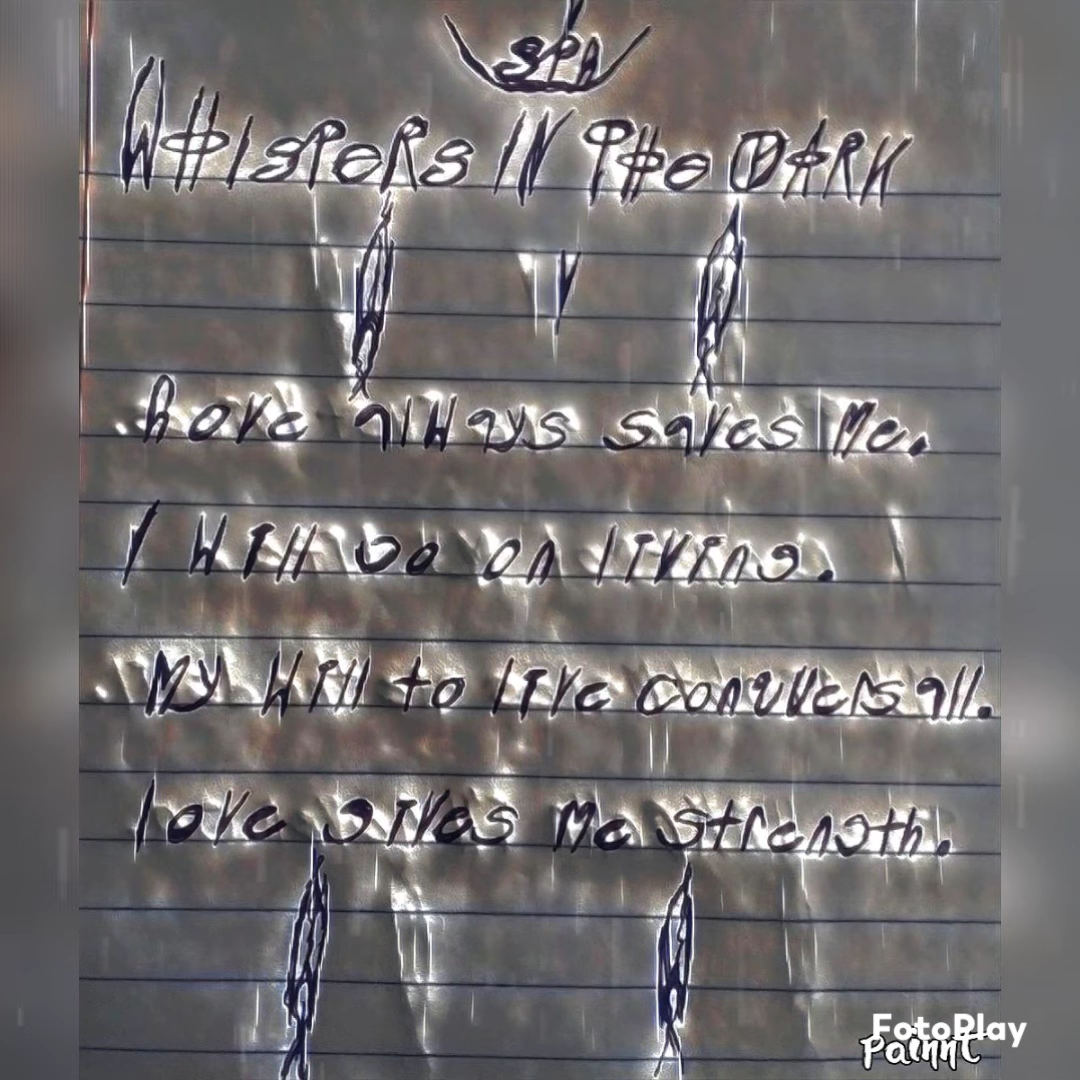 SPA
WHISPERS IN THE DARK
V
Love always saves Me.
I Will go on living.
My Will to live conquers all.
love gives Me strength.
FotoPlay
Painnt